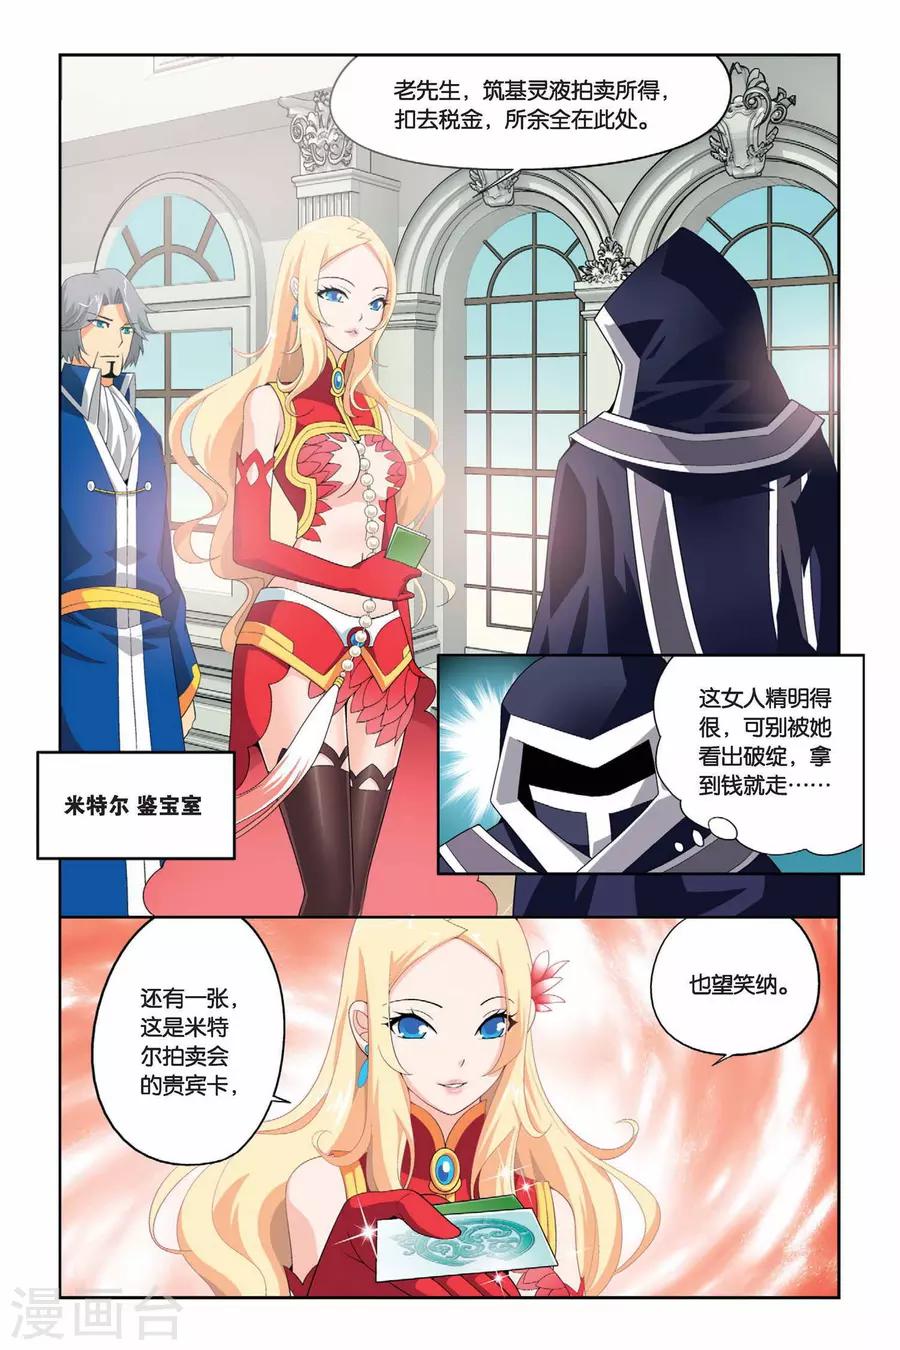 老先生，筑基灵液拍卖所得，
扣去税金，所余全在此处。
这女人精明得
很，可别被她
看出破绽，拿
到钱就走……
米特尔 鉴宝室
还有一张，
这是米特
尔拍卖会
的贵宾卡，
也望笑纳。
漫画台